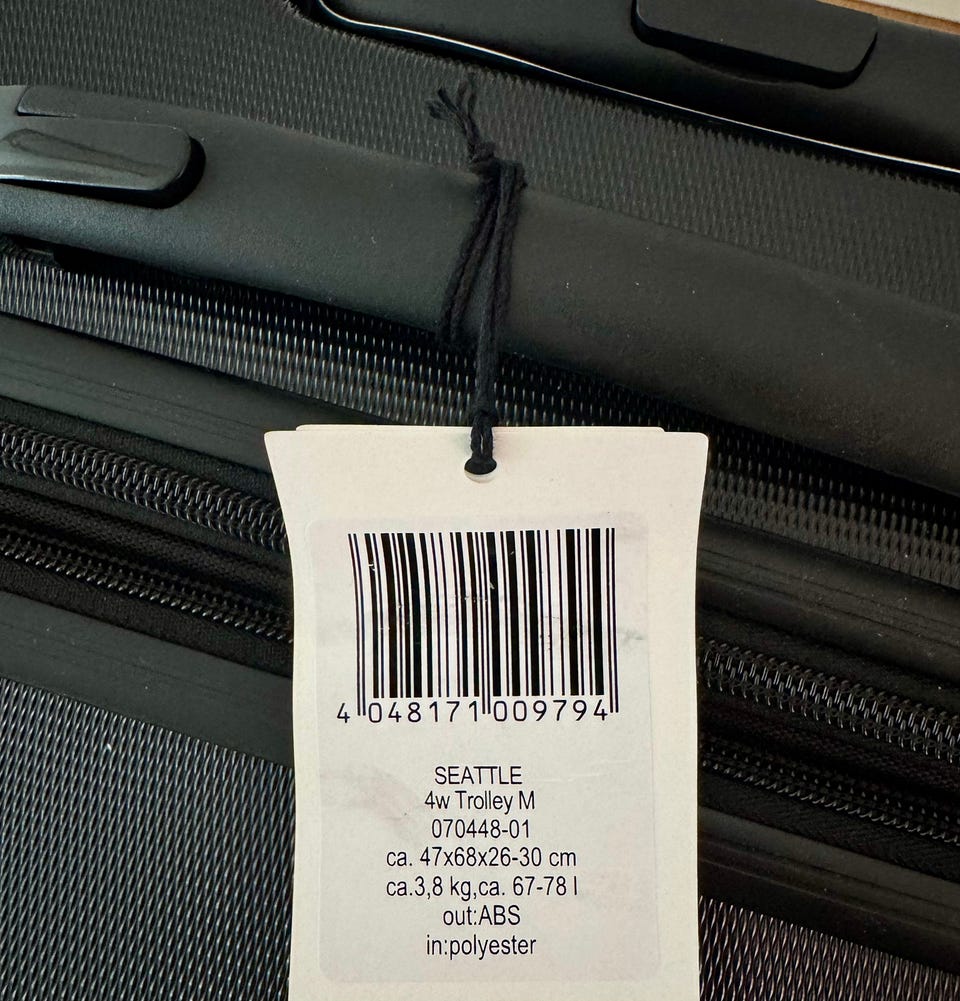 4 048171 009794
SEATTLE
4w Trolley M
070448-01
ca. 47x68x26-30 cm
ca.3,8 kg,ca. 67-78 l
out:ABS
in:polyester